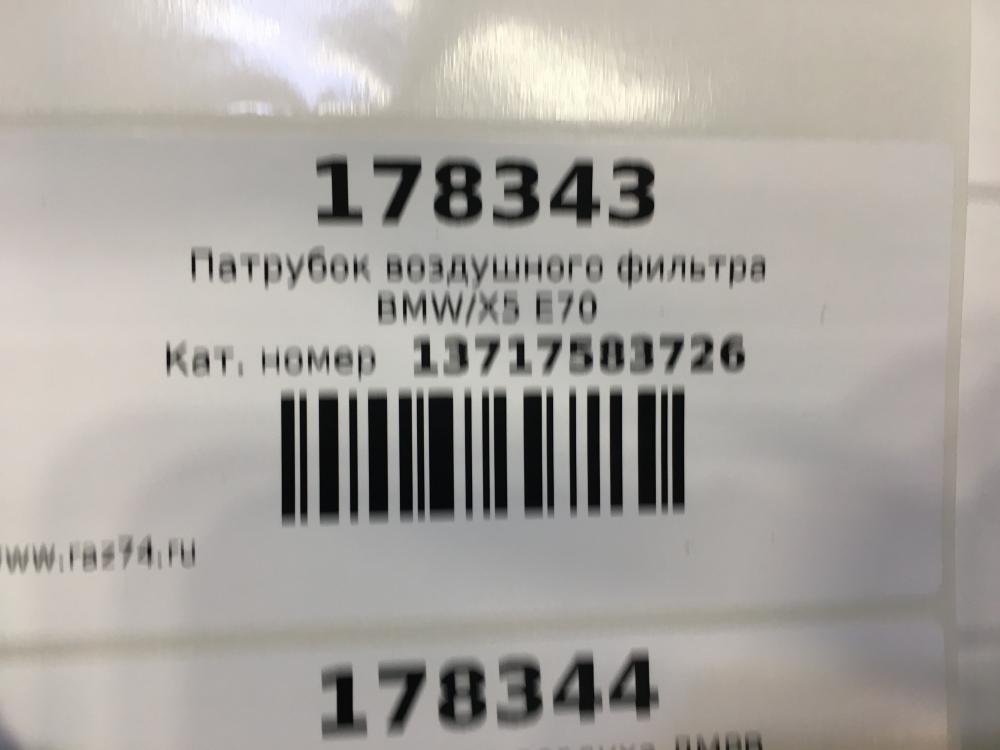 178343
Патрубок воздушного фильтра
BMW/X5 E70
Кат. номер 13717583726
www.raz74.ru
178344